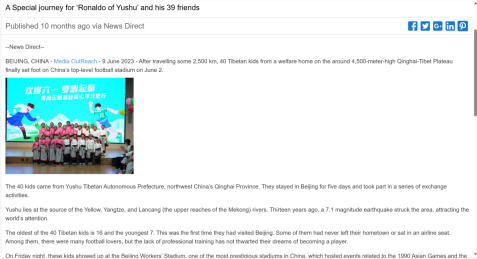 A Special journey for ‘Ronaldo of Yushu’ and his 39 friends
Published 10 months ago via News Direct
--News Direct--
BEIJING, CHINA - Media OutReach - 9 June 2023 - After travelling some 2,500 km, 40 Tibetan kids from a welfare home on the around 4,500-meter-high Qinghai-Tibet Plateau
finally set foot on China's top-level football stadium on June 2.
欢度六一 梦想起航
The 40 kids came from Yushu Tibetan Autonomous Prefecture, northwest China's Qinghai Province. They stayed in Beijing for five days and took part in a series of exchange
activities.
Yushu lies at the source of the Yellow, Yangtze, and Lancang (the upper reaches of the Mekong) rivers. Thirteen years ago, a 7.1 magnitude earthquake struck the area, attracting the
world's attention.
The oldest of the 40 Tibetan kids is 16 and the youngest 7. This was the first time they had visited Beijing. Some of them had never left their hometown or sat in an airline seat.
Among them, there were many football lovers, but the lack of professional training has not thwarted their dreams of becoming a player.
On Friday night, these kids showed up at the Beijing Workers' Stadium, one of the most prestigious stadiums in China, which hosted events related to the 1990 Asian Games and the